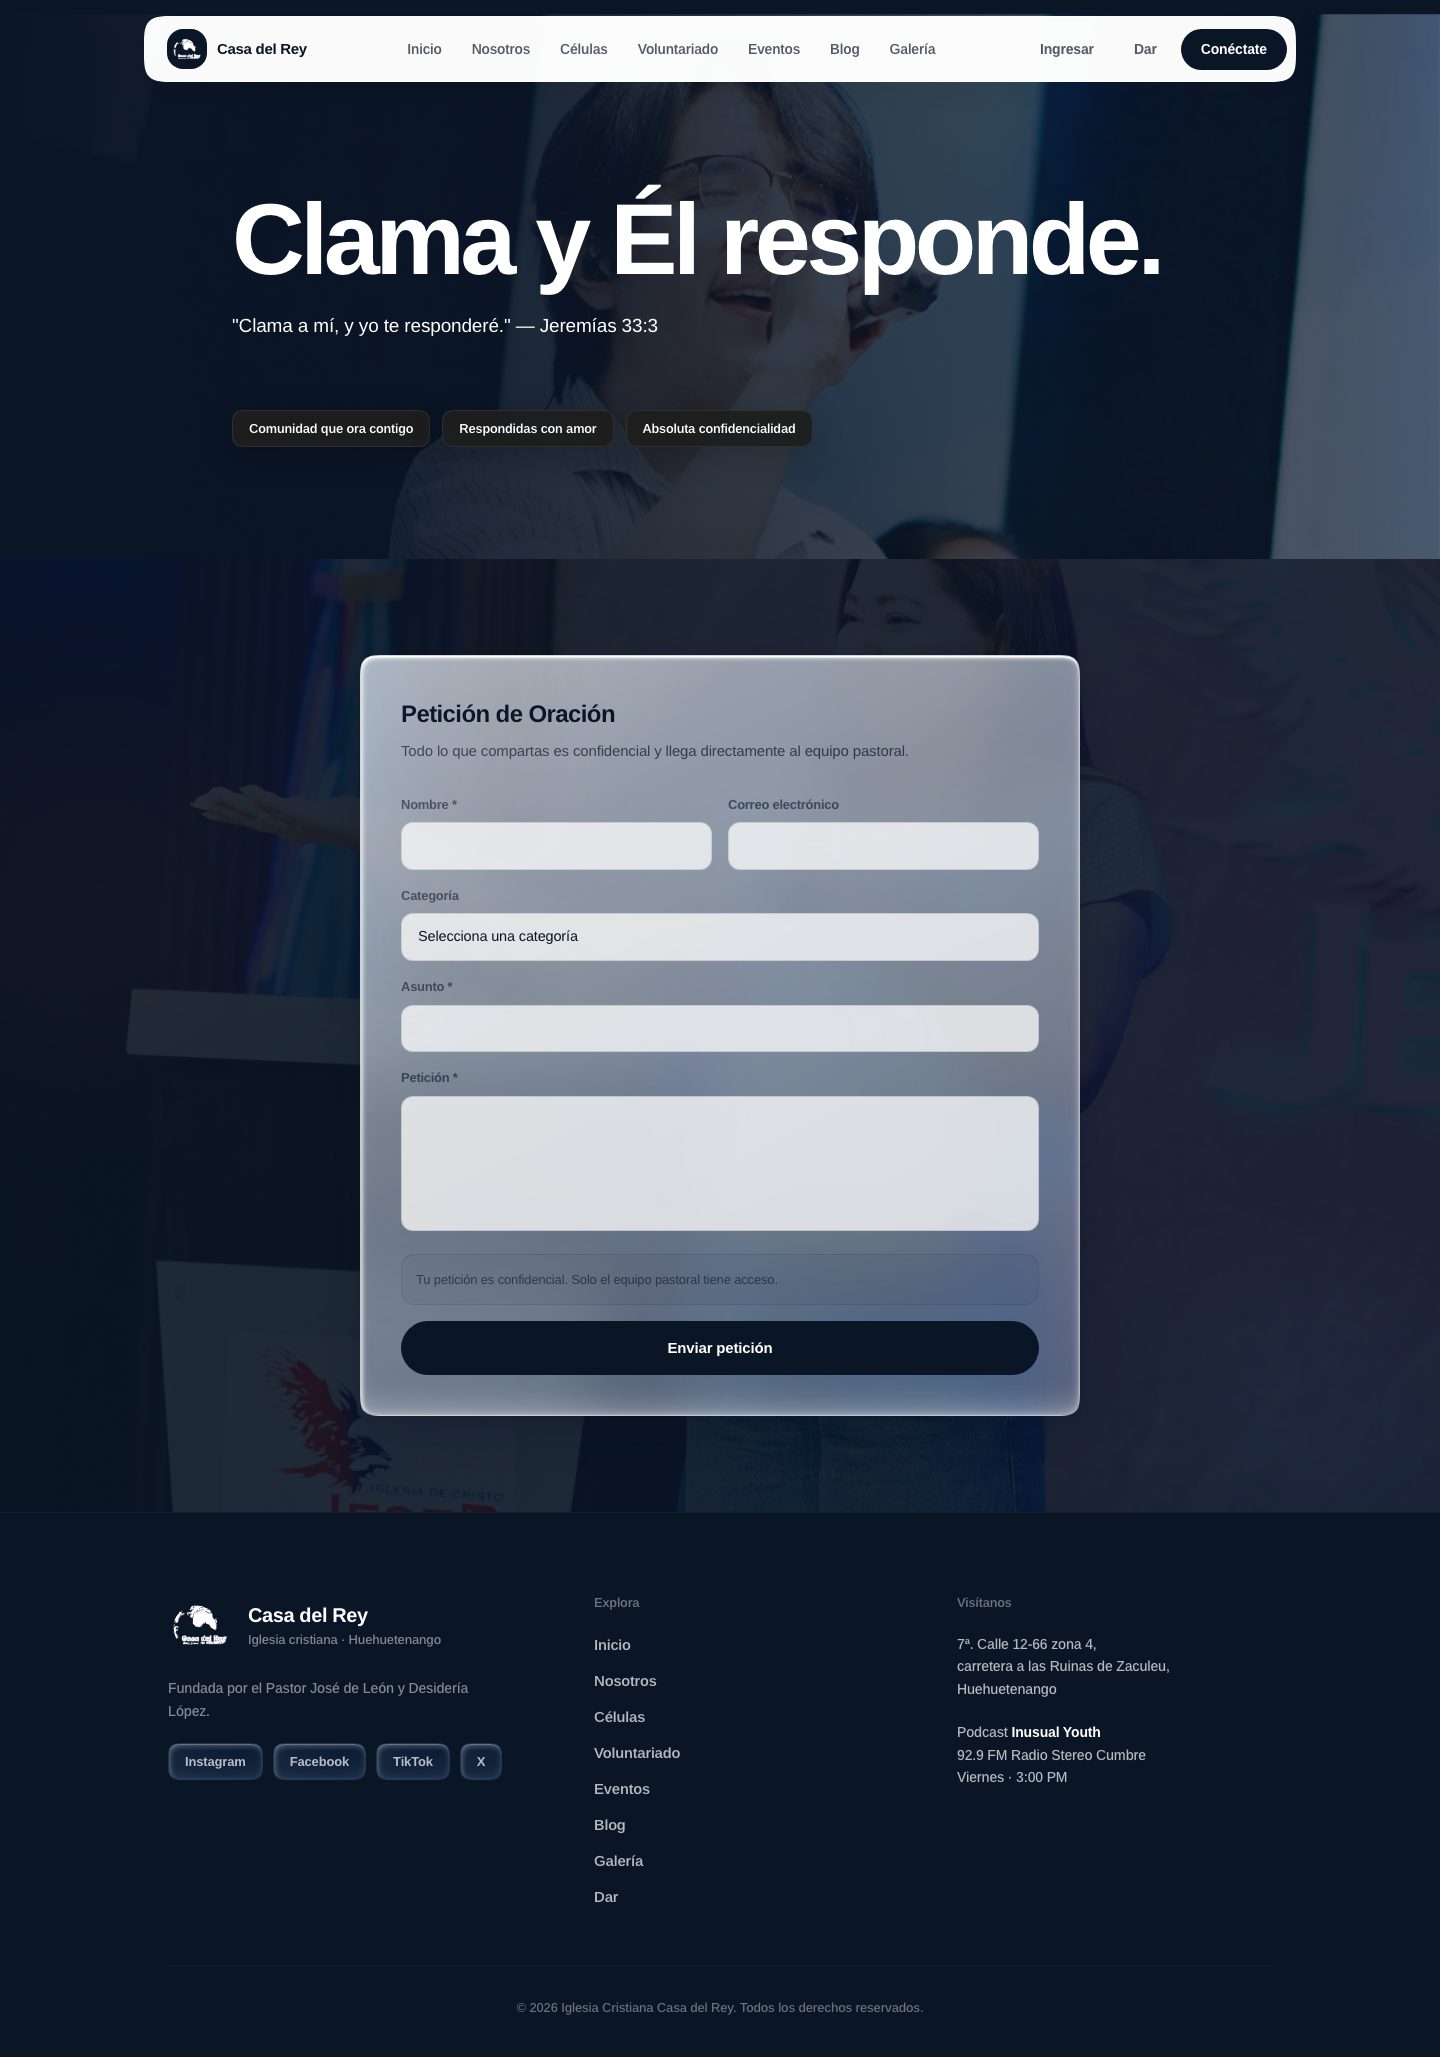 Casa del Rey
Inicio
Nosotros
Células
Voluntariado
Eventos
Blog
Galería
Ingresar
Dar
Conéctate
Clama y Él responde.
"Clama a mí, y yo te responderé." — Jeremías 33:3
Comunidad que ora contigo
Respondidas con amor
Absoluta confidencialidad
Petición de Oración
Todo lo que compartas es confidencial y llega directamente al equipo pastoral.
Nombre *
Correo electrónico
Categoría
Selecciona una categoría
Asunto *
Petición *
Tu petición es confidencial. Solo el equipo pastoral tiene acceso.
Enviar petición
IGLESIA DE CRISTO
Casa del Rey
Iglesia cristiana · Huehuetenango
Fundada por el Pastor José de León y Desidería
López.
Instagram
Facebook
TikTok
X
Explora
Inicio
Nosotros
Células
Voluntariado
Eventos
Blog
Galería
Dar
Visítanos
7ª. Calle 12-66 zona 4,
carretera a las Ruinas de Zaculeu,
Huehuetenango
Podcast Inusual Youth
92.9 FM Radio Stereo Cumbre
Viernes · 3:00 PM
© 2026 Iglesia Cristiana Casa del Rey. Todos los derechos reservados.